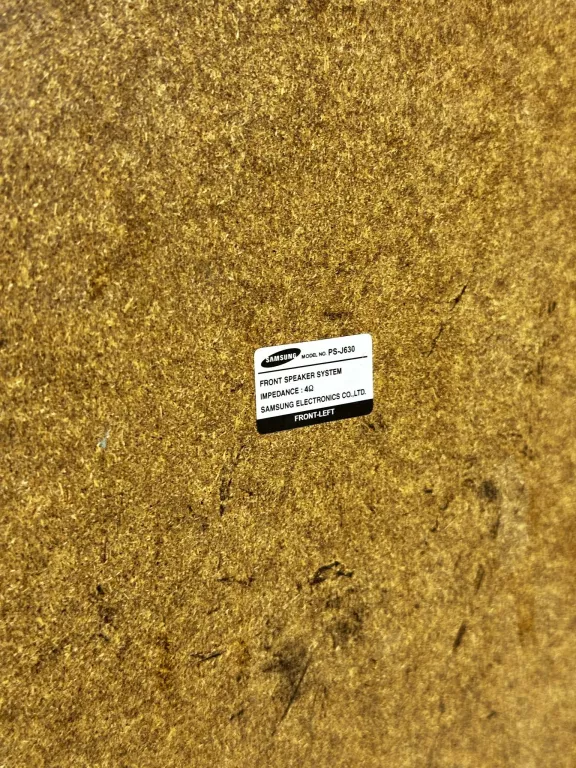 SAMSUNG MODEL NO. PS-J630
FRONT SPEAKER SYSTEM
IMPEDANCE : 4Ω
SAMSUNG ELECTRONICS CO.,LTD.
FRONT-LEFT